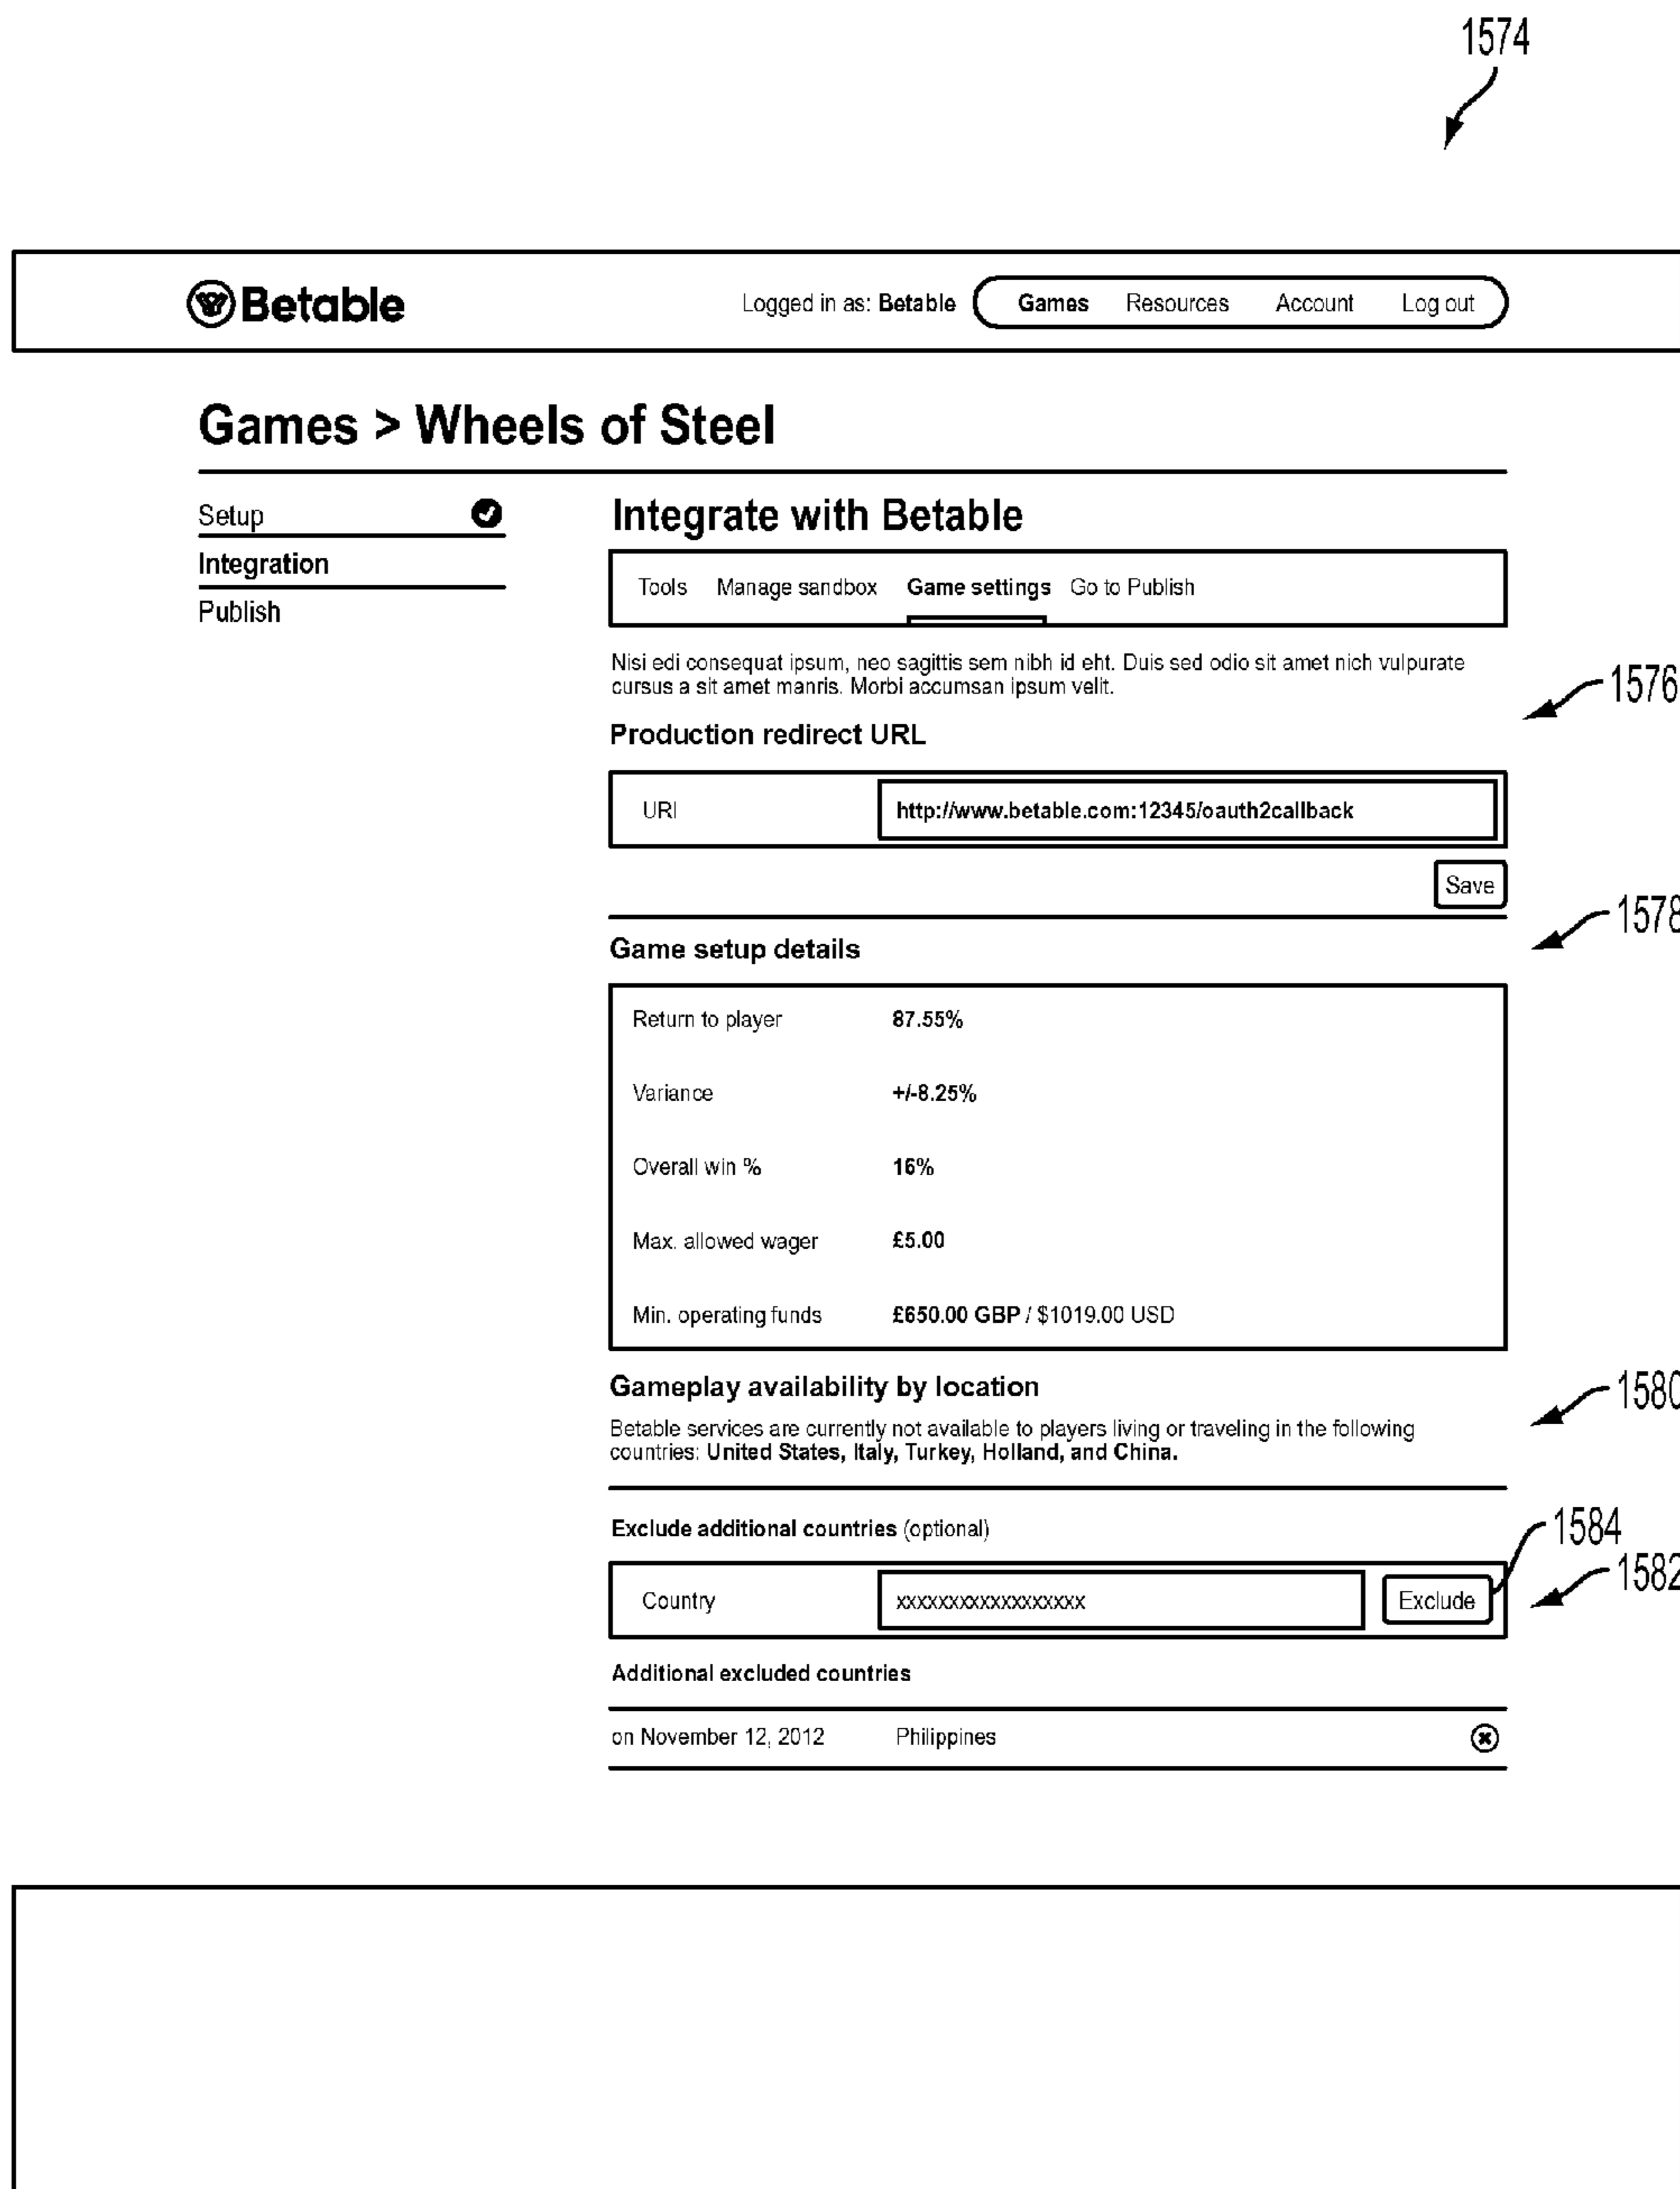 1574
Betable
Logged in as: Betable Games Resources Account Log out
Games > Wheels of Steel
Setup
Integration
Publish
Integrate with Betable
Tools Manage sandbox Game settings Go to Publish
Nisi edi consequat ipsum, neo sagittis sem nibh id eht. Duis sed odio sit amet nich vulpurate
cursus a sit amet manris. Morbi accumsan ipsum velit.
1576
Production redirect URL
URI http://www.betable.com:12345/oauth2callback
Save
1578
Game setup details
Return to player 87.55%
Variance +/-8.25%
Overall win % 16%
Max. allowed wager £5.00
Min. operating funds £650.00 GBP / $1019.00 USD
Gameplay availability by location
1580
Betable services are currently not available to players living or traveling in the following
countries: United States, Italy, Turkey, Holland, and China.
Exclude additional countries (optional)
1584
1582
Country xxxxxxxxxxxxxxxxxx Exclude
Additional excluded countries
on November 12, 2012 Philippines